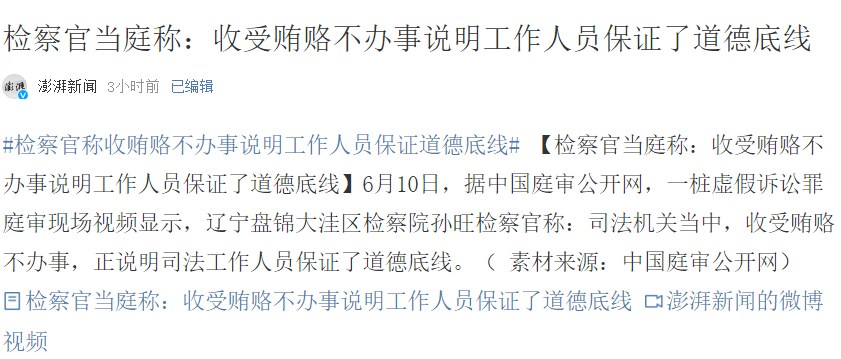 检察官当庭称：收受贿赂不办事说明工作人员保证了道德底线
澎湃 澎湃新闻 3小时前 已编辑
#检察官称收贿赂不办事说明工作人员保证道德底线# 【检察官当庭称：收受贿赂不
办事说明工作人员保证了道德底线】6月10日，据中国庭审公开网，一桩虚假诉讼罪
庭审现场视频显示，辽宁盘锦大洼区检察院孙旺检察官称：司法机关当中，收受贿赂
不办事，正说明司法工作人员保证了道德底线。（ 素材来源：中国庭审公开网）
检察官当庭称：收受贿赂不办事说明工作人员保证了道德底线 澎湃新闻的微博
视频